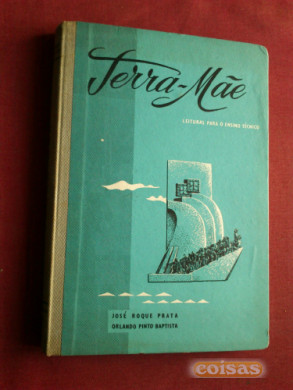 Terra-Mãe
LEITURAS PARA O ENSINO TÉCNICO
JOSÉ ROQUE PRATA
ORLANDO PINTO BAPTISTA
coisas